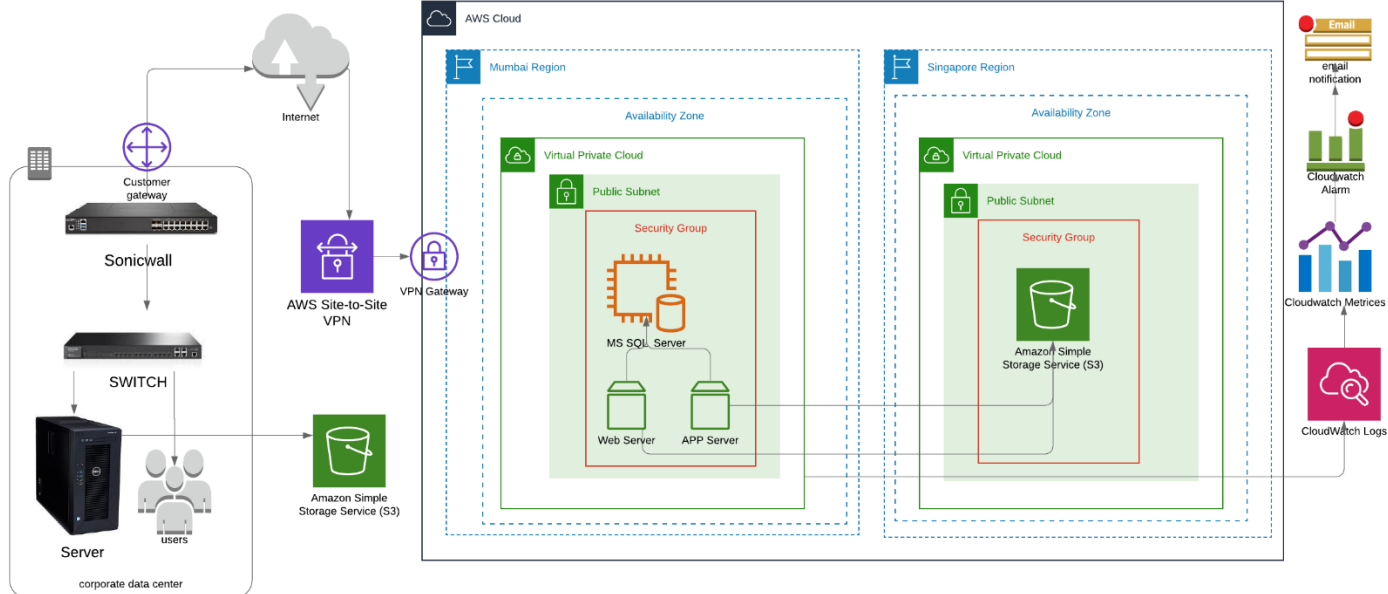 Internet
Customer
gateway
Sonicwall
SWITCH
Server
users
corporate data center
AWS Site-to-Site
VPN
Amazon Simple
Storage Service (S3)
VPN Gateway
AWS Cloud
Mumbai Region
Availability Zone
Virtual Private Cloud
Public Subnet
Security Group
MS SQL Server
Web Server
APP Server
Singapore Region
Availability Zone
Virtual Private Cloud
Public Subnet
Security Group
Amazon Simple
Storage Service (S3)
Email
email
notification
Cloudwatch
Alarm
Cloudwatch Metrices
CloudWatch Logs